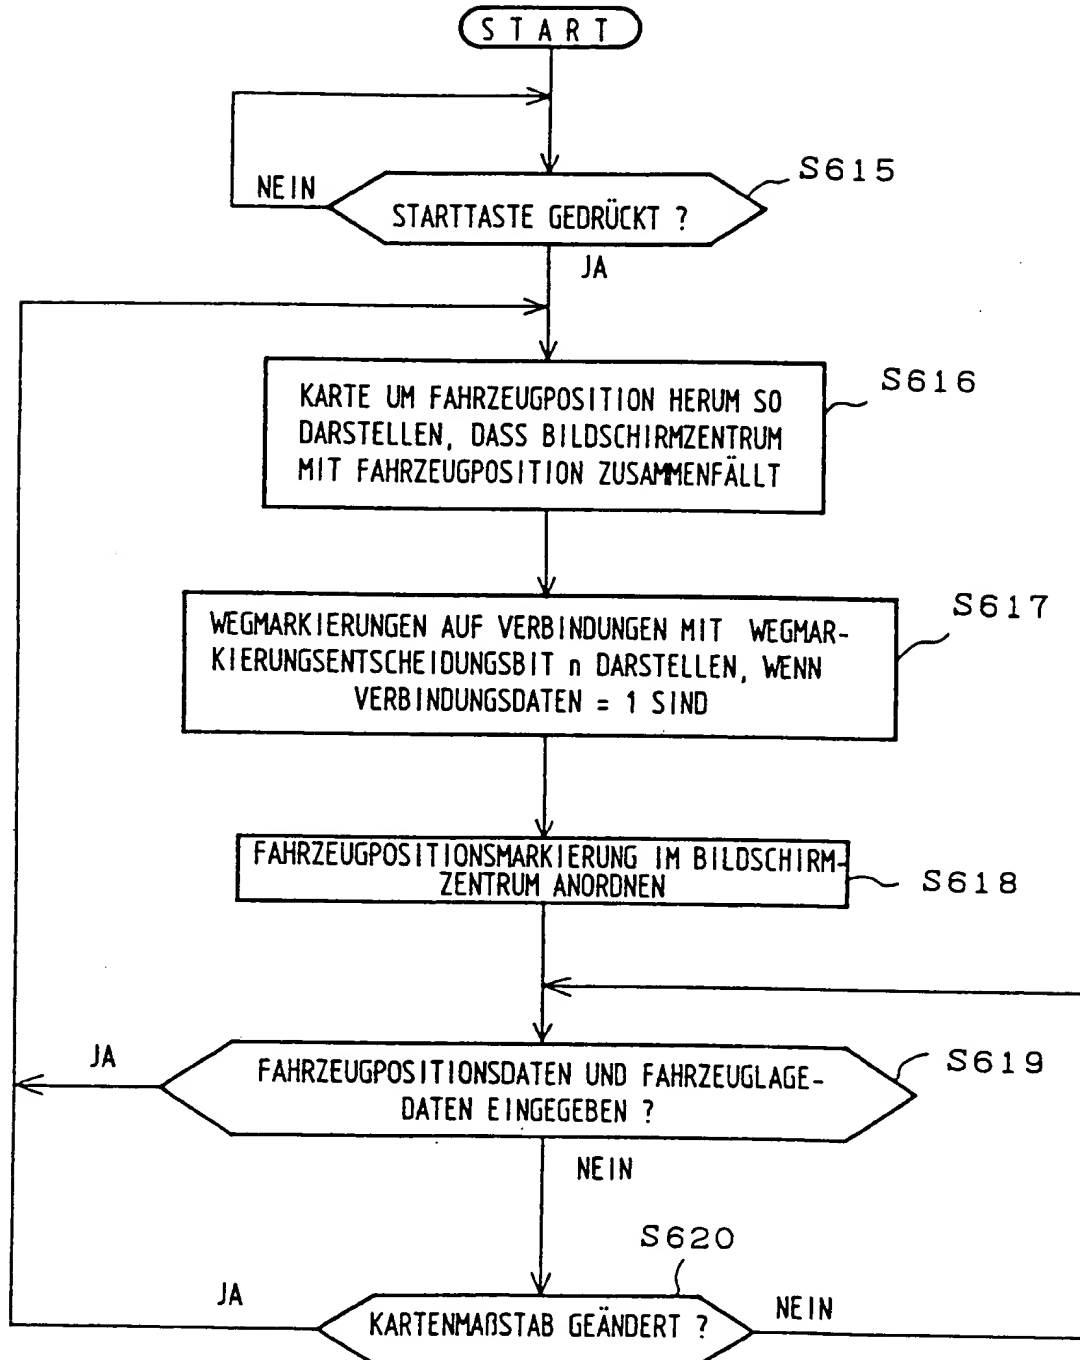 START
NEIN
STARTTASTE GEDRÜCKT ?
S615
JA
KARTE UM FAHRZEUGPOSITION HERUM SO
DARSTELLEN, DASS BILDSCHIRMZENTRUM
MIT FAHRZEUGPOSITION ZUSAMMENFÄLLT
S616
WEGMARKIERUNGEN AUF VERBINDUNGEN MIT WEGMAR-
KIERUNGSENTSCHEIDUNGSBIT n DARSTELLEN, WENN
VERBINDUNGSDATEN = 1 SIND
S617
FAHRZEUGPOSITIONSMARKIERUNG IM BILDSCHIRM-
ZENTRUM ANORDNEN
S618
JA
FAHRZEUGPOSITIONSDATEN UND FAHRZEUGLAGE-
DATEN EINGEGEBEN ?
S619
NEIN
S620
JA
KARTENMAßSTAB GEÄNDERT ?
NEIN